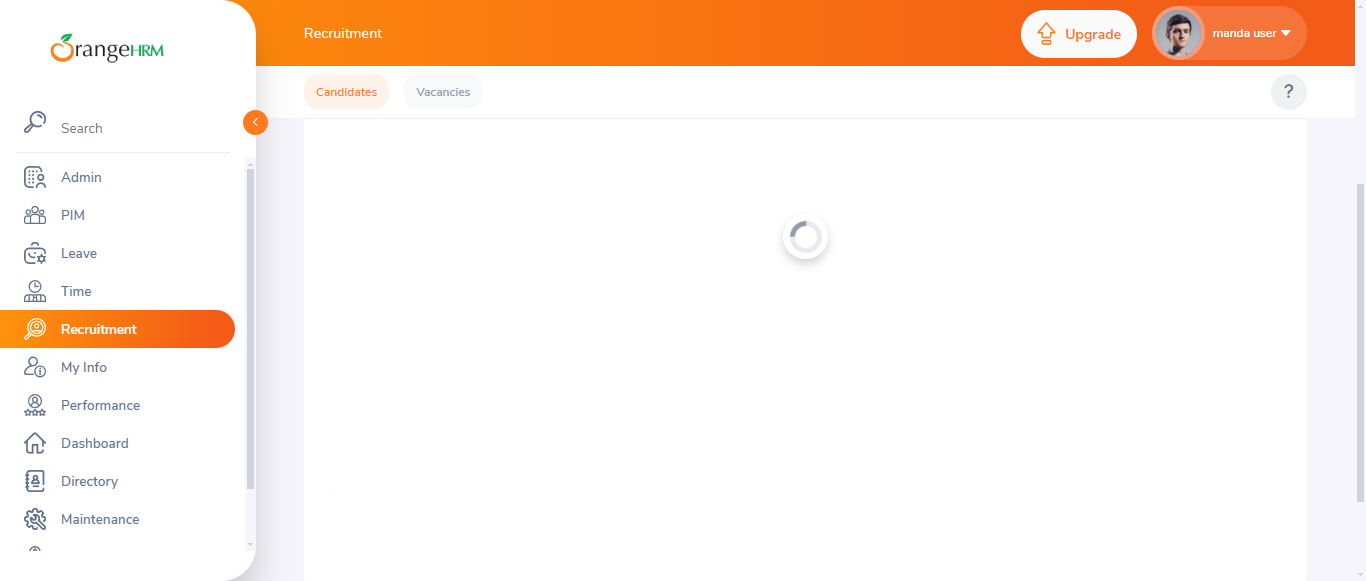 OrangeHRM
Search
Admin
PIM
Leave
Time
Recruitment
My Info
Performance
Dashboard
Directory
Maintenance
Recruitment
Upgrade
manda user
Candidates
Vacancies
?